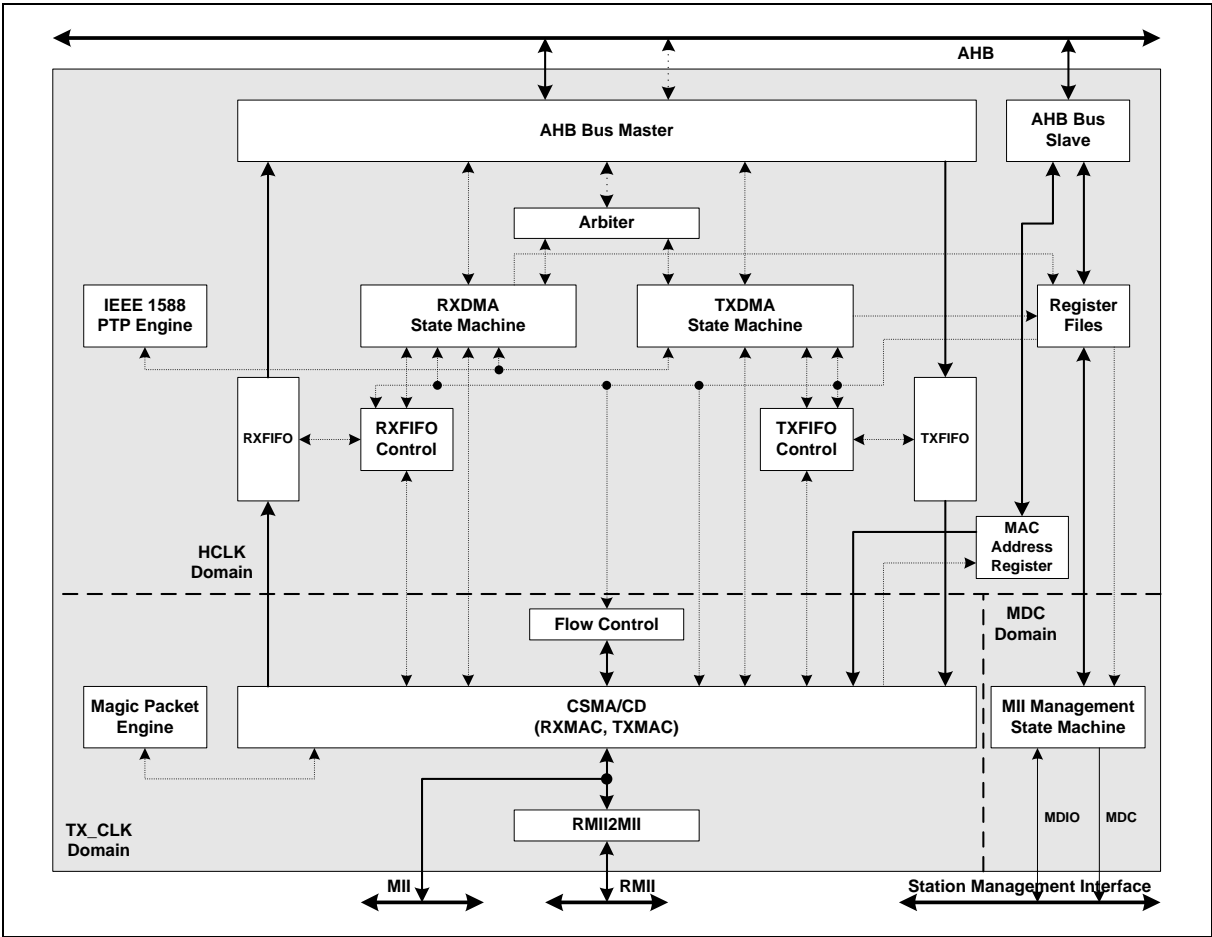 AHB
AHB Bus Master
AHB Bus
Slave
Arbiter
IEEE 1588
PTP Engine
RXDMA
State Machine
TXDMA
State Machine
Register
Files
RXFIFO
RXFIFO
Control
TXFIFO
Control
TXFIFO
MAC
Address
Register
HCLK
Domain
Flow Control
MDC
Domain
Magic Packet
Engine
CSMA/CD
(RXMAC, TXMAC)
MII Management
State Machine
RMII2MII
MDIO
MDC
TX_CLK
Domain
MII
RMII
Station Management Interface